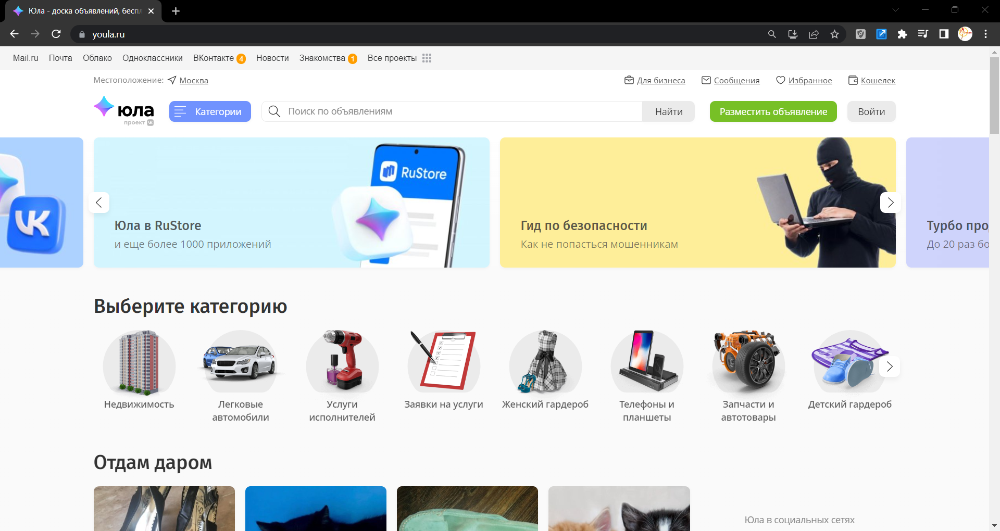 Юла - доска объявлений, бесп
youla.ru
Mail.ru Почта Облако Одноклассники ВКонтакте 4 Новости Знакомства 1 Все проекты
Местоположение: Москва
Для бизнеса Сообщения Избранное Кошелек
юла
проект
Категории
Поиск по объявлениям
Найти
Разместить объявление
Войти
RuStore
Юла в RuStore
и еще более 1000 приложений
Гид по безопасности
Как не попасться мошенникам
Турбо про
До 20 раз бо
Выберите категорию
Недвижимость
Легковые
автомобили
Услуги
исполнителей
Заявки на услуги
Женский гардероб
Телефоны и
планшеты
Запчасти и
автотовары
Детский гардероб
Отдам даром
Юла в социальных сетях